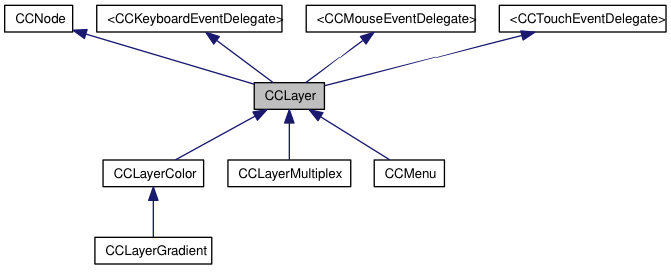 CCNode
<CCKeyboardEventDelegate>
<CCMouseEventDelegate>
<CCTouchEventDelegate>
CCLayer
CCLayerColor
CCLayerMultiplex
CCMenu
CCLayerGradient